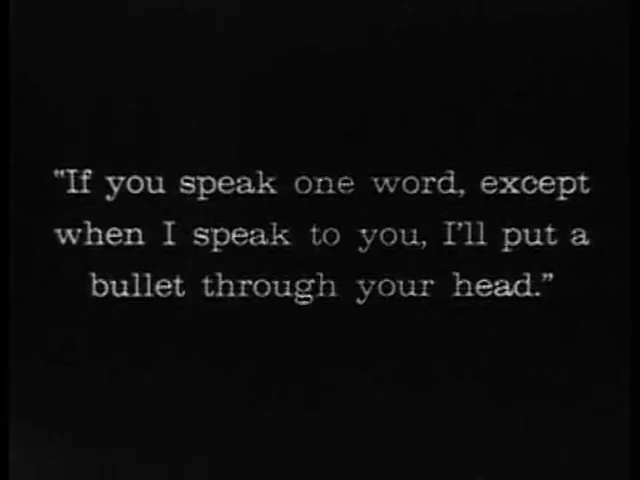 "If you speak one word, except
when I speak to you, I'll put a
bullet through your head."